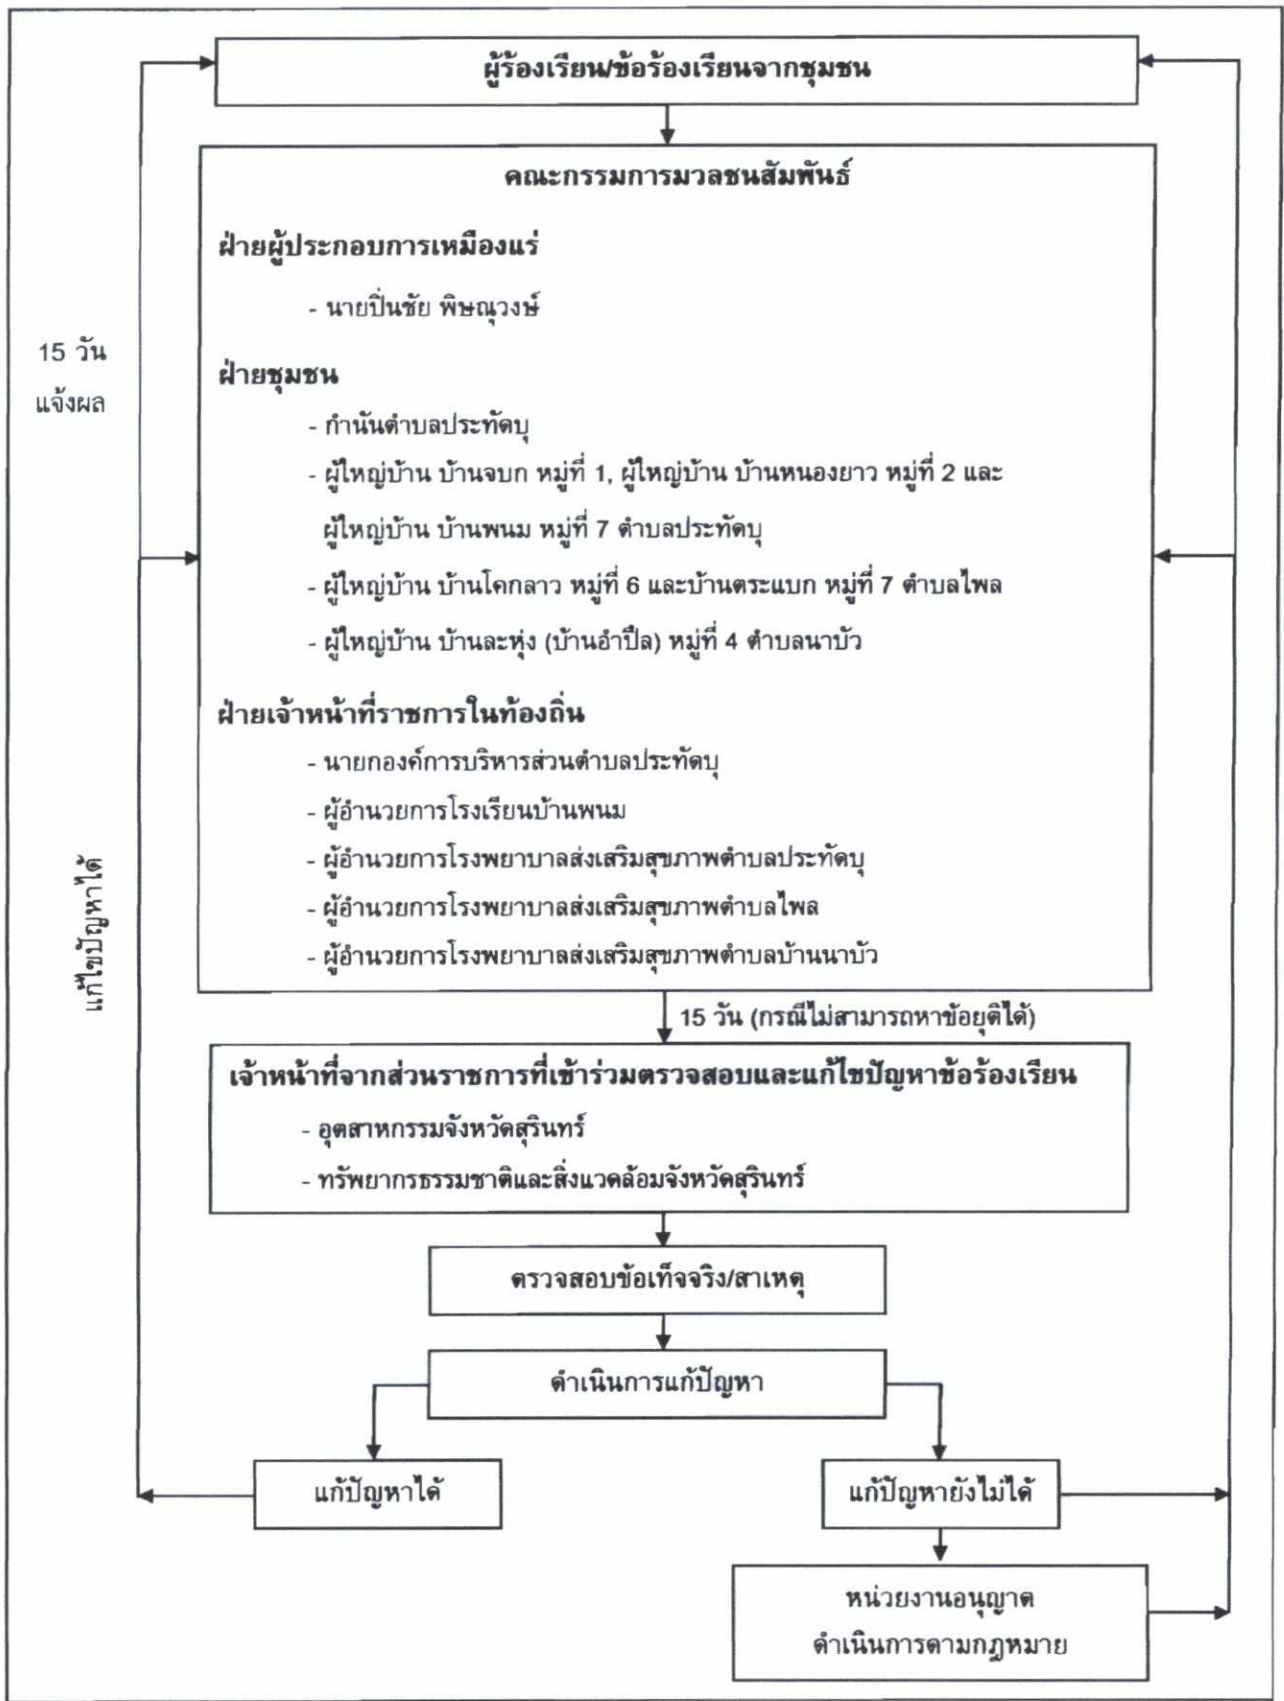 ผู้ร้องเรียน/ข้อร้องเรียนจากชุมชน
คณะกรรมการมวลชนสัมพันธ์
ฝ่ายผู้ประกอบการเหมืองแร่
- นายปิ่นชัย พิษณุวงษ์
15 วัน
แจ้งผล
ฝ่ายชุมชน
- กำนันตำบลประทัดบุ
- ผู้ใหญ่บ้าน บ้านจบก หมู่ที่ 1, ผู้ใหญ่บ้าน บ้านหนองยาว หมู่ที่ 2 และ
ผู้ใหญ่บ้าน บ้านพนม หมู่ที่ 7 ตำบลประทัดบุ
- ผู้ใหญ่บ้าน บ้านโคกลาว หมู่ที่ 6 และบ้านตระแบก หมู่ที่ 7 ตำบลไพล
- ผู้ใหญ่บ้าน บ้านละหุ่ง (บ้านอำปึล) หมู่ที่ 4 ตำบลนาบัว
ฝ่ายเจ้าหน้าที่ราชการในท้องถิ่น
- นายกองค์การบริหารส่วนตำบลประทัดบุ
- ผู้อำนวยการโรงเรียนบ้านพนม
- ผู้อำนวยการโรงพยาบาลส่งเสริมสุขภาพตำบลประทัดบุ
- ผู้อำนวยการโรงพยาบาลส่งเสริมสุขภาพตำบลไพล
- ผู้อำนวยการโรงพยาบาลส่งเสริมสุขภาพตำบลบ้านนาบัว
แก้ไขปัญหาได้
15 วัน (กรณีไม่สามารถหาข้อยุติได้)
เจ้าหน้าที่จากส่วนราชการที่เข้าร่วมตรวจสอบและแก้ไขปัญหาข้อร้องเรียน
- อุตสาหกรรมจังหวัดสุรินทร์
- ทรัพยากรธรรมชาติและสิ่งแวดล้อมจังหวัดสุรินทร์
ตรวจสอบข้อเท็จจริง/สาเหตุ
ดำเนินการแก้ปัญหา
แก้ปัญหาได้
แก้ปัญหายังไม่ได้
หน่วยงานอนุญาต
ดำเนินการตามกฎหมาย